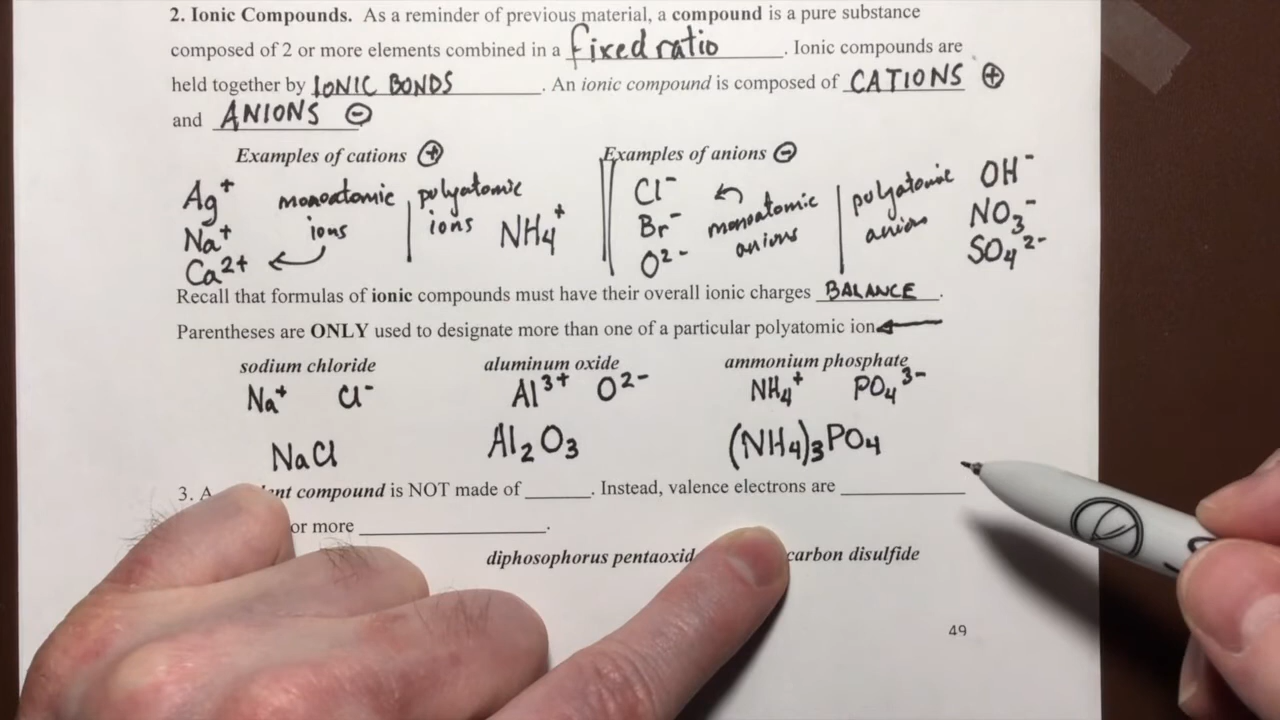 2. Ionic Compounds. As a reminder of previous material, a compound is a pure substance
composed of 2 or more elements combined in a fixed ratio. Ionic compounds are
held together by IONIC BONDS. An ionic compound is composed of CATIONS ⊕
and ANIONS ⊖
Examples of cations ⊕ Examples of anions ⊖
Ag⁺ monoatomic polyatomic Cl⁻ polyatomic OH⁻
Na⁺ ions ions NH₄⁺ Br⁻ monoatomic anion NO₃⁻
Ca²⁺ O²⁻ anions SO₄²⁻
Recall that formulas of ionic compounds must have their overall ionic charges BALANCE.
Parentheses are ONLY used to designate more than one of a particular polyatomic ion
sodium chloride aluminum oxide ammonium phosphate
Na⁺ Cl⁻ Al³⁺ O²⁻ NH₄⁺ PO₄³⁻
NaCl Al₂O₃ (NH₄)₃PO₄
3. A compound is NOT made of ______. Instead, valence electrons are ____________
or more __________________.
diphosophorus pentaoxid carbon disulfide
49